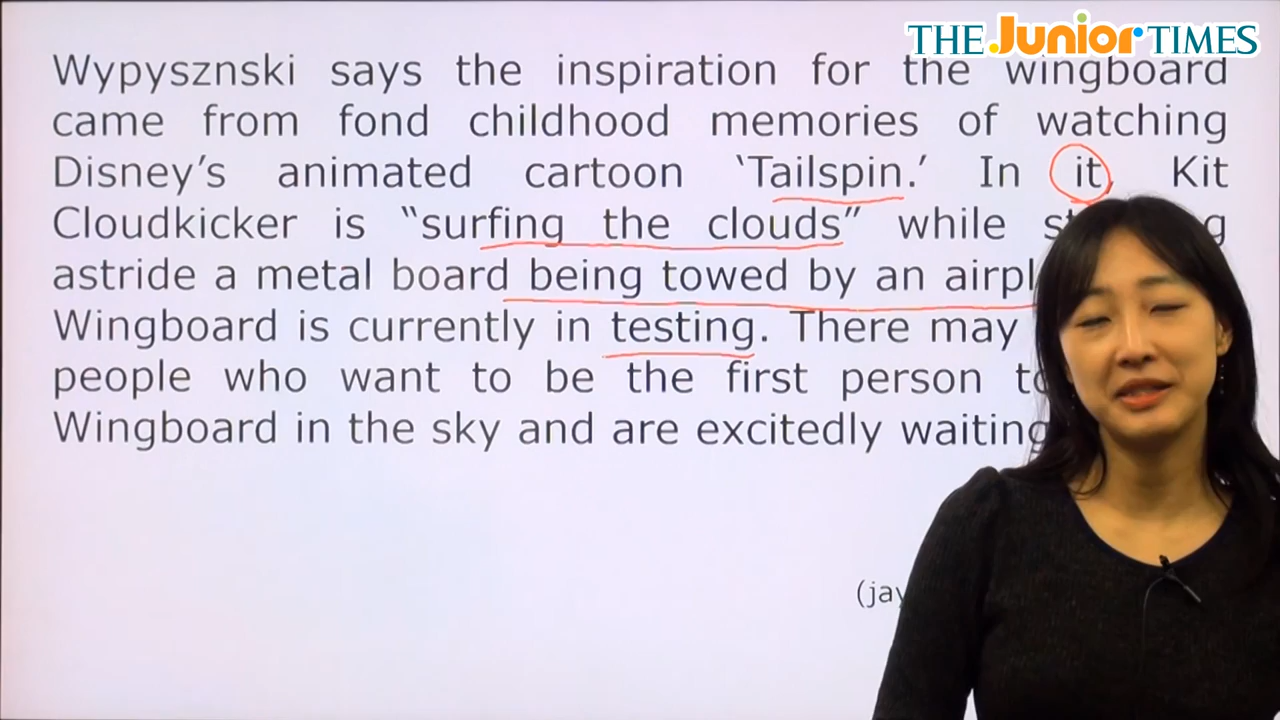 THE Junior TIMES
Wypysznski says the inspiration for the wingboard
came from fond childhood memories of watching
Disney's animated cartoon 'Tailspin.' In it, Kit
Cloudkicker is "surfing the clouds" while
astride a metal board being towed by an
Wingboard is currently in testing. There may
people who want to be the first person
Wingboard in the sky and are excitedly waiting